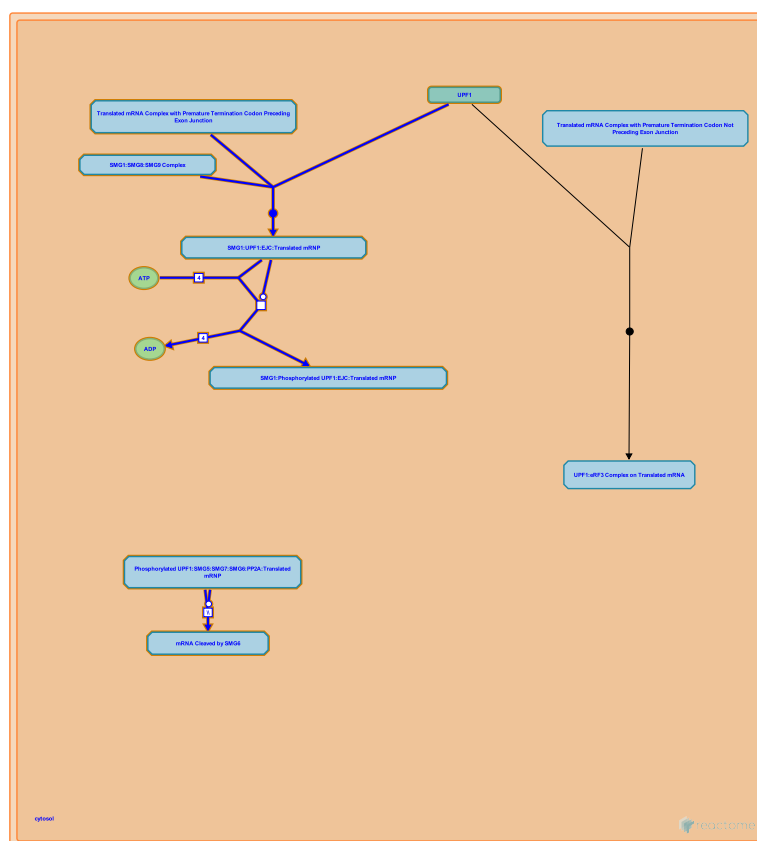 UPF1
Translated mRNA Complex with Premature Termination Codon Preceding
Exon Junction
Translated mRNA Complex with Premature Termination Codon Not
Preceding Exon Junction
SMG1:SMG8:SMG9 Complex
SMG1:UPF1:EJC:Translated mRNP
ATP
4
4
ADP
SMG1:Phosphorylated UPF1:EJC:Translated mRNP
UPF1:eRF3 Complex on Translated mRNA
Phosphorylated UPF1:SMG5:SMG7:SMG6:PP2A:Translated
mRNP
mRNA Cleaved by SMG6
cytosol
reactome